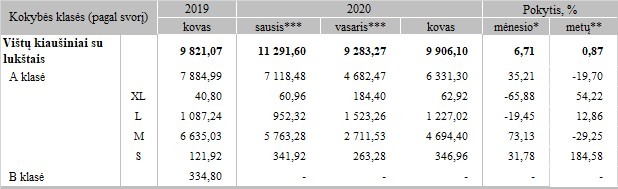 Kokybės klasės (pagal svorį) 2019 2020 Pokytis, %
kovas sausis*** vasaris*** kovas mėnesio* metų**
Vištų kiaušiniai su lukštais 9 821,07 11 291,60 9 283,27 9 906,10 6,71 0,87
A klasė 7 884,99 7 118,48 4 682,47 6 331,30 35,21 -19,70
XL 40,80 60,96 184,40 62,92 -65,88 54,22
L 1 087,24 952,32 1 523,26 1 227,02 -19,45 12,86
M 6 635,03 5 763,28 2 711,53 4 694,40 73,13 -29,25
S 121,92 341,92 263,28 346,96 31,78 184,58
B klasė 334,80 - - - - -